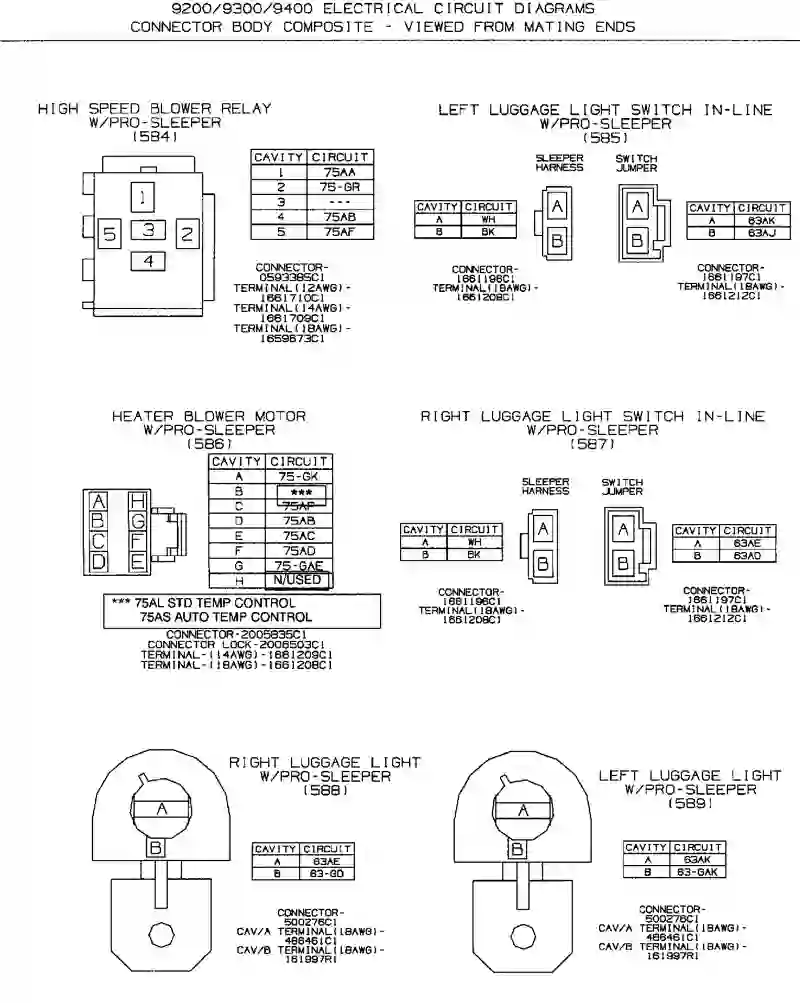 9200/9300/9400 ELECTRICAL CIRCUIT DIAGRAMS
CONNECTOR BODY COMPOSITE - VIEWED FROM MATING ENDS
HIGH SPEED BLOWER RELAY
W/PRO-SLEEPER
(584)
1
5 3 2
4
CAVITY CIRCUIT
1 75AA
2 75-GR
3 ---
4 75AB
5 75AF
CONNECTOR-
0593385C1
TERMINAL(12AWG)-
1661710C1
TERMINAL(14AWG)-
1661709C1
TERMINAL(18AWG)-
1659873C1
LEFT LUGGAGE LIGHT SWITCH IN-LINE
W/PRO-SLEEPER
(585)
SLEEPER
HARNESS
SWITCH
JUMPER
CAVITY CIRCUIT
A WH
B BK
A
B
A
B
CAVITY CIRCUIT
A 63AK
B 63AJ
CONNECTOR-
1661196C1
TERMINAL(18AWG)-
1661208C1
CONNECTOR-
1661197C1
TERMINAL(18AWG)-
1661212C1
HEATER BLOWER MOTOR
W/PRO-SLEEPER
(586)
A H
B G
C F
D E
CAVITY CIRCUIT
A 75-GK
B ***
C 75AP
D 75AB
E 75AC
F 75AD
G 75-GAE
H N/USED
*** 75AL STD TEMP CONTROL
75AS AUTO TEMP CONTROL
CONNECTOR-2005835C1
CONNECTOR LOCK-2006503C1
TERMINAL-(14AWG)-1661209C1
TERMINAL-(18AWG)-1661208C1
RIGHT LUGGAGE LIGHT SWITCH IN-LINE
W/PRO-SLEEPER
(587)
SLEEPER
HARNESS
SWITCH
JUMPER
CAVITY CIRCUIT
A WH
B BK
A
B
A
B
CAVITY CIRCUIT
A 63AE
B 63AD
CONNECTOR-
1661196C1
TERMINAL(18AWG)-
1661208C1
CONNECTOR-
1661197C1
TERMINAL(18AWG)-
1661212C1
RIGHT LUGGAGE LIGHT
W/PRO-SLEEPER
(588)
A
B
CAVITY CIRCUIT
A 63AE
B 63-GD
CONNECTOR-
500276C1
CAV/A TERMINAL(18AWG)-
486461C1
CAV/B TERMINAL(18AWG)-
161997R1
LEFT LUGGAGE LIGHT
W/PRO-SLEEPER
(589)
A
B
CAVITY CIRCUIT
A 63AK
B 63-GAK
CONNECTOR-
500276C1
CAV/A TERMINAL(18AWG)-
486461C1
CAV/B TERMINAL(18AWG)-
161997R1